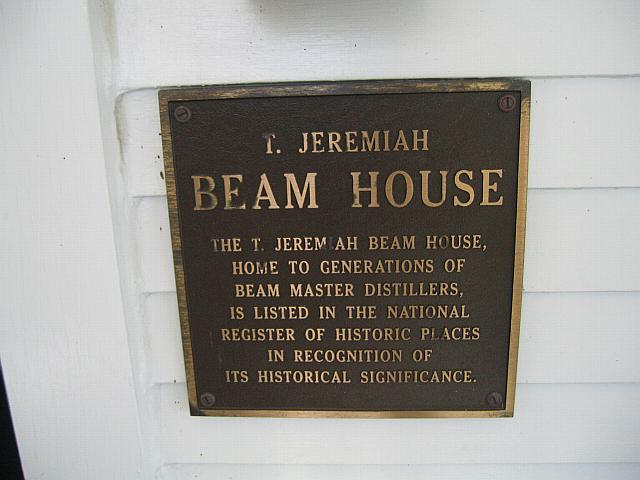 T. JEREMIAH
BEAM HOUSE
THE T. JEREMIAH BEAM HOUSE,
HOME TO GENERATIONS OF
BEAM MASTER DISTILLERS,
IS LISTED IN THE NATIONAL
REGISTER OF HISTORIC PLACES
IN RECOGNITION OF
ITS HISTORICAL SIGNIFICANCE.